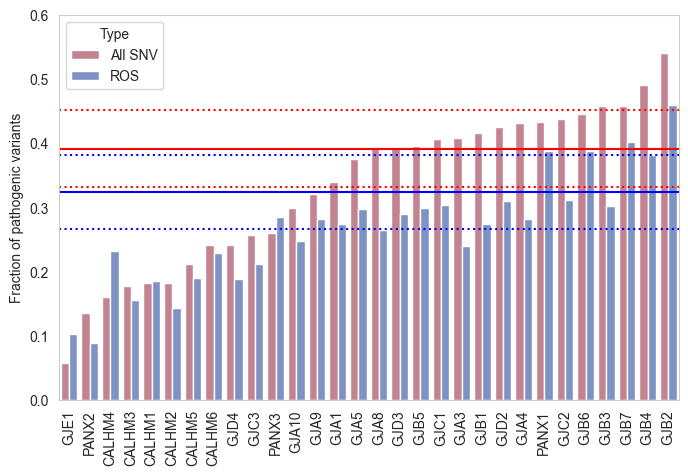 Type
All SNV
ROS
Fraction of pathogenic variants
0.6
0.5
0.4
0.3
0.2
0.1
0.0
GJE1
PANX2
CALHM4
CALHM3
CALHM1
CALHM2
CALHM5
CALHM6
GJD4
GJC3
PANX3
GJA10
GJA9
GJA1
GJA5
GJA8
GJD3
GJB5
GJC1
GJA3
GJB1
GJD2
GJA4
PANX1
GJC2
GJB6
GJB3
GJB7
GJB4
GJB2